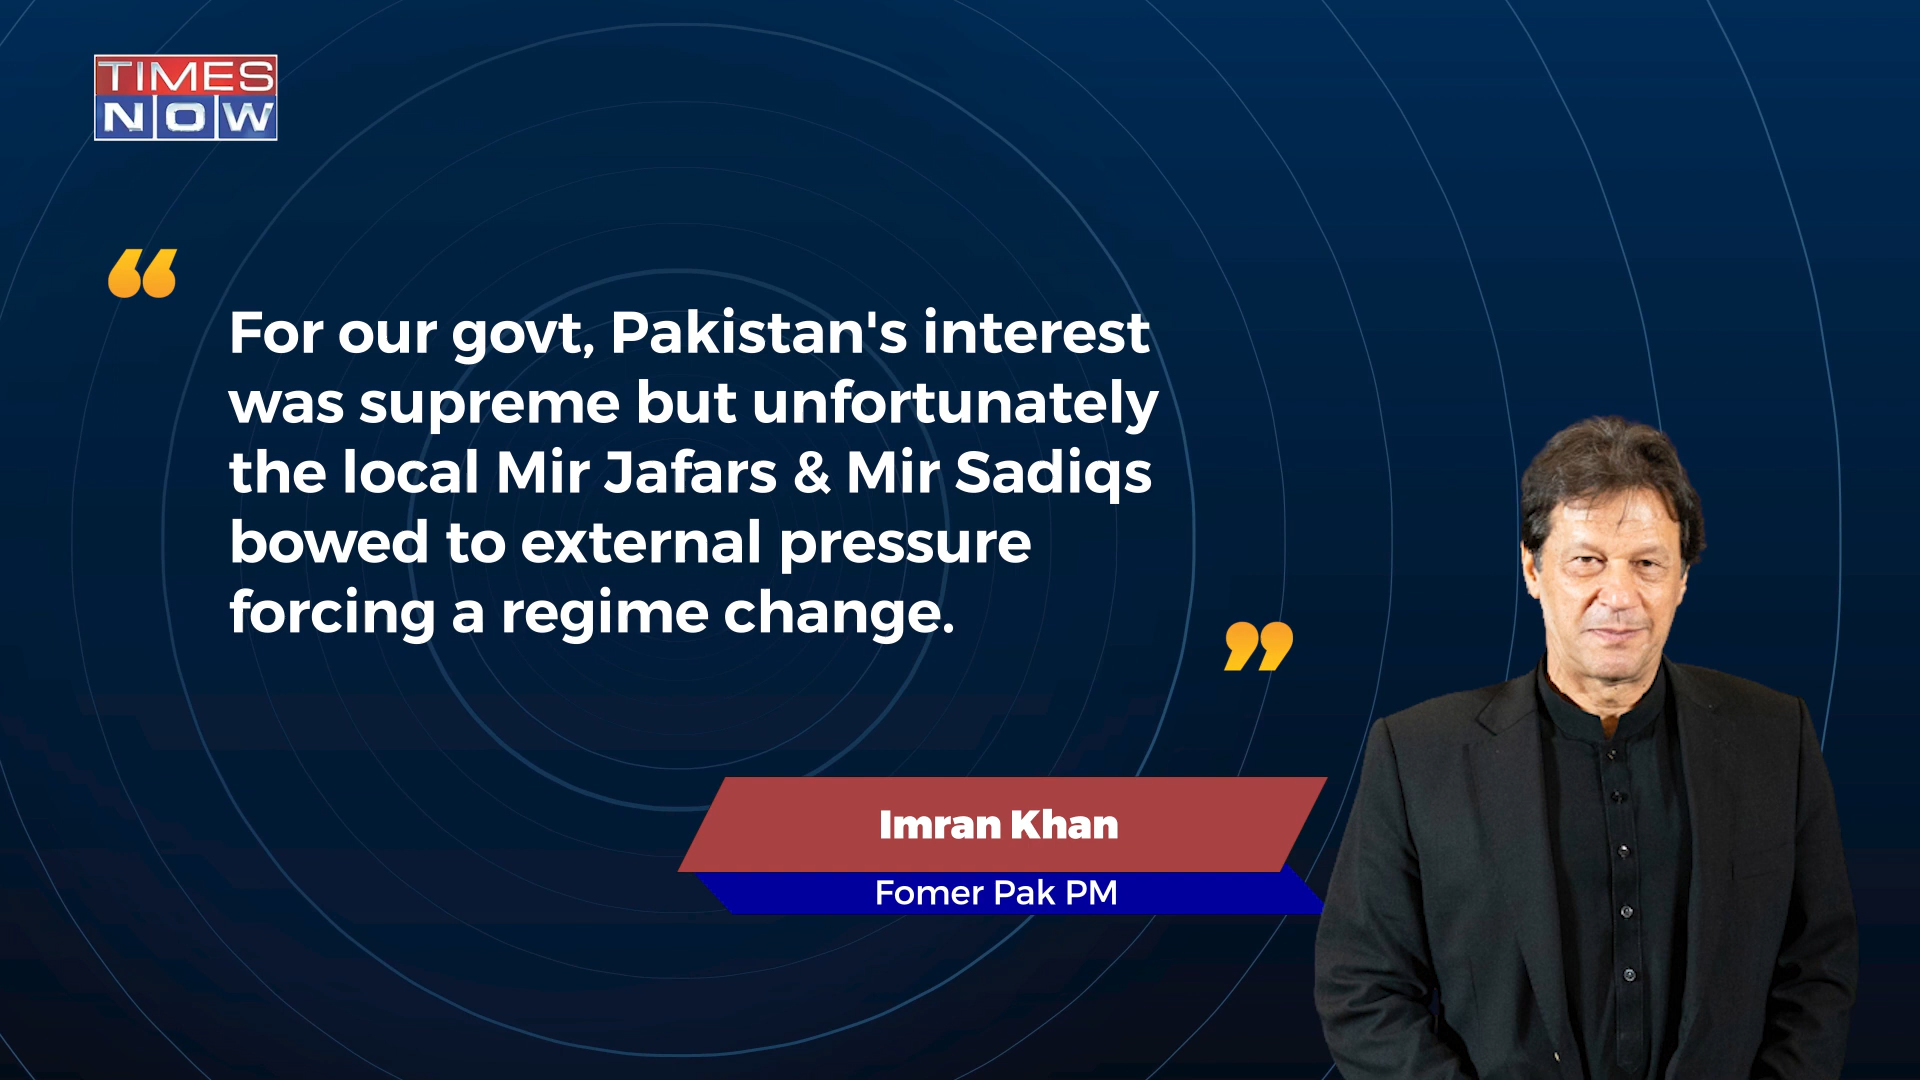 TIMES
NOW
“
For our govt, Pakistan's interest
was supreme but unfortunately
the local Mir Jafars & Mir Sadiqs
bowed to external pressure
forcing a regime change.
”
Imran Khan
Fomer Pak PM